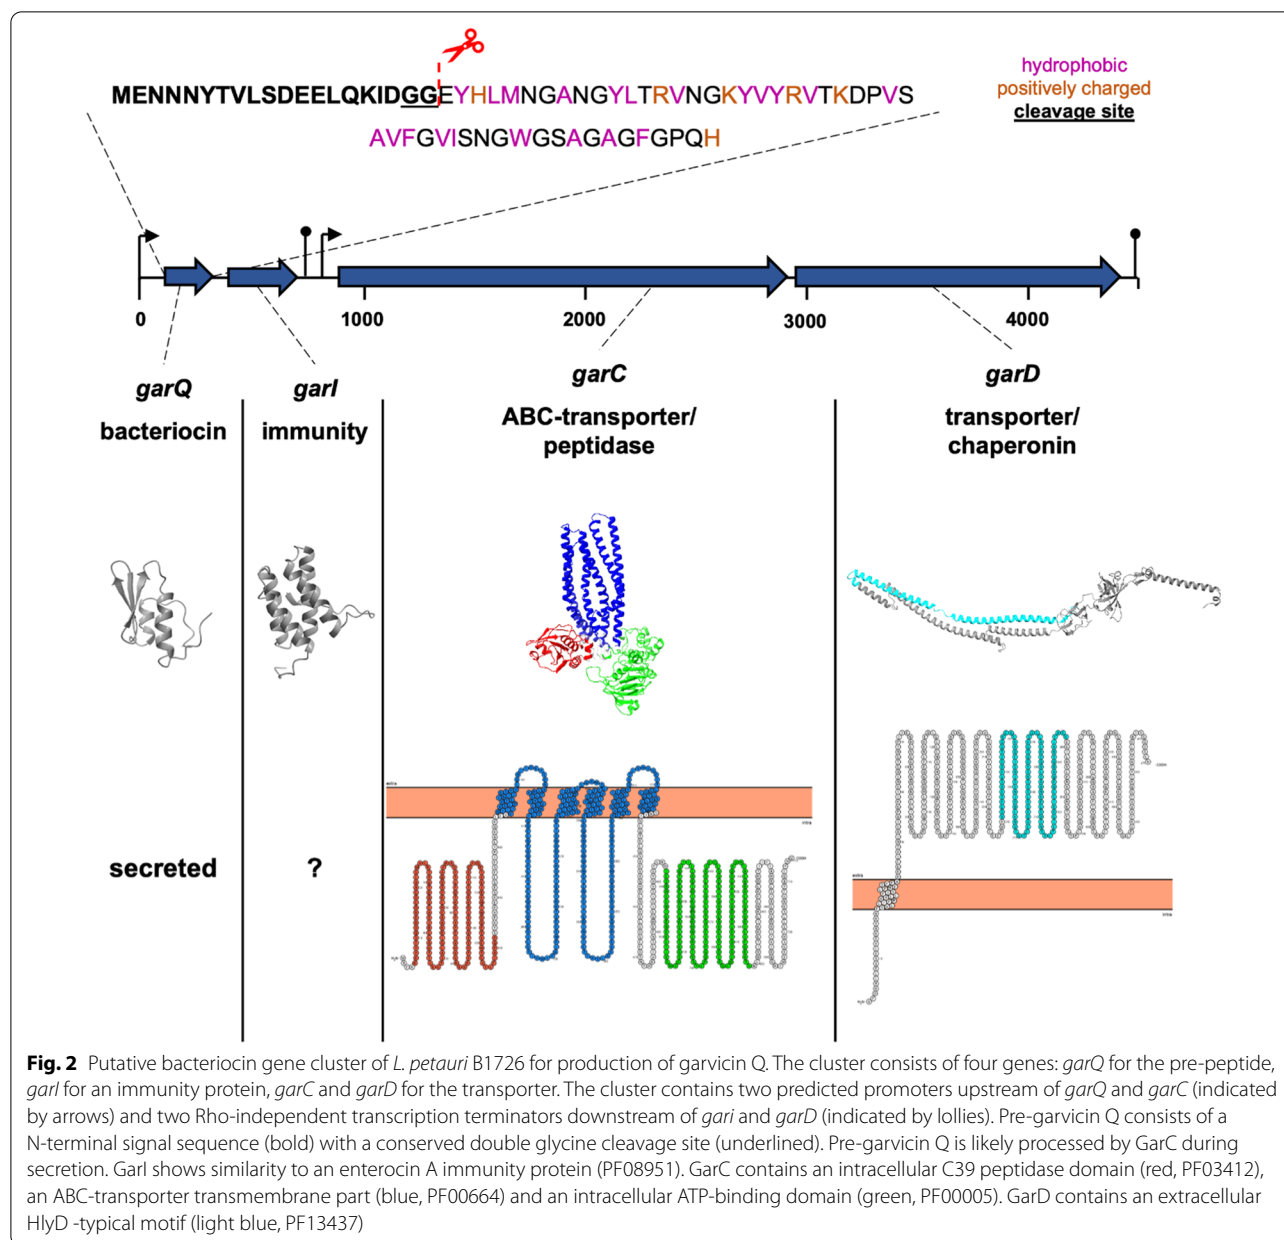 MENNNYTVLSDEELQKIDGGEYHLMNGANGYLTRVNGKYVYRVTKDPVS
AVFGVISNGWGSAGAGFGPQH
hydrophobic
positively charged
cleavage site
0 1000 2000 3000 4000
garQ garI garC garD
bacteriocin immunity ABC-transporter/
peptidase
transporter/
chaperonin
extra
intra
extra
intra
secreted ?
Fig. 2 Putative bacteriocin gene cluster of L. petauri B1726 for production of garvicin Q. The cluster consists of four genes: garQ for the pre-peptide,
garI for an immunity protein, garC and garD for the transporter. The cluster contains two predicted promoters upstream of garQ and garC (indicated
by arrows) and two Rho-independent transcription terminators downstream of gari and garD (indicated by lollies). Pre-garvicin Q consists of a
N-terminal signal sequence (bold) with a conserved double glycine cleavage site (underlined). Pre-garvicin Q is likely processed by GarC during
secretion. GarI shows similarity to an enterocin A immunity protein (PF08951). GarC contains an intracellular C39 peptidase domain (red, PF03412),
an ABC-transporter transmembrane part (blue, PF00664) and an intracellular ATP-binding domain (green, PF00005). GarD contains an extracellular
HlyD -typical motif (light blue, PF13437)